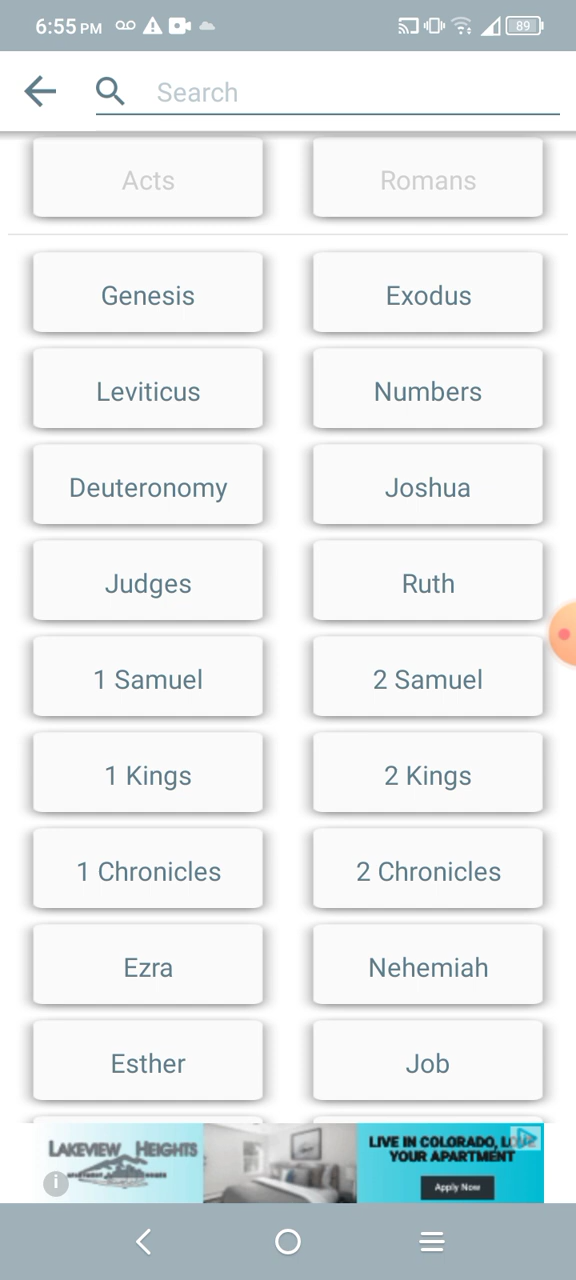 6:55 PM 89
Search
Acts Romans
Genesis Exodus
Leviticus Numbers
Deuteronomy Joshua
Judges Ruth
1 Samuel 2 Samuel
1 Kings 2 Kings
1 Chronicles 2 Chronicles
Ezra Nehemiah
Esther Job
LAKEVIEW HEIGHTS
LIVE IN COLORADO, LOVE
YOUR APARTMENT
Apply Now